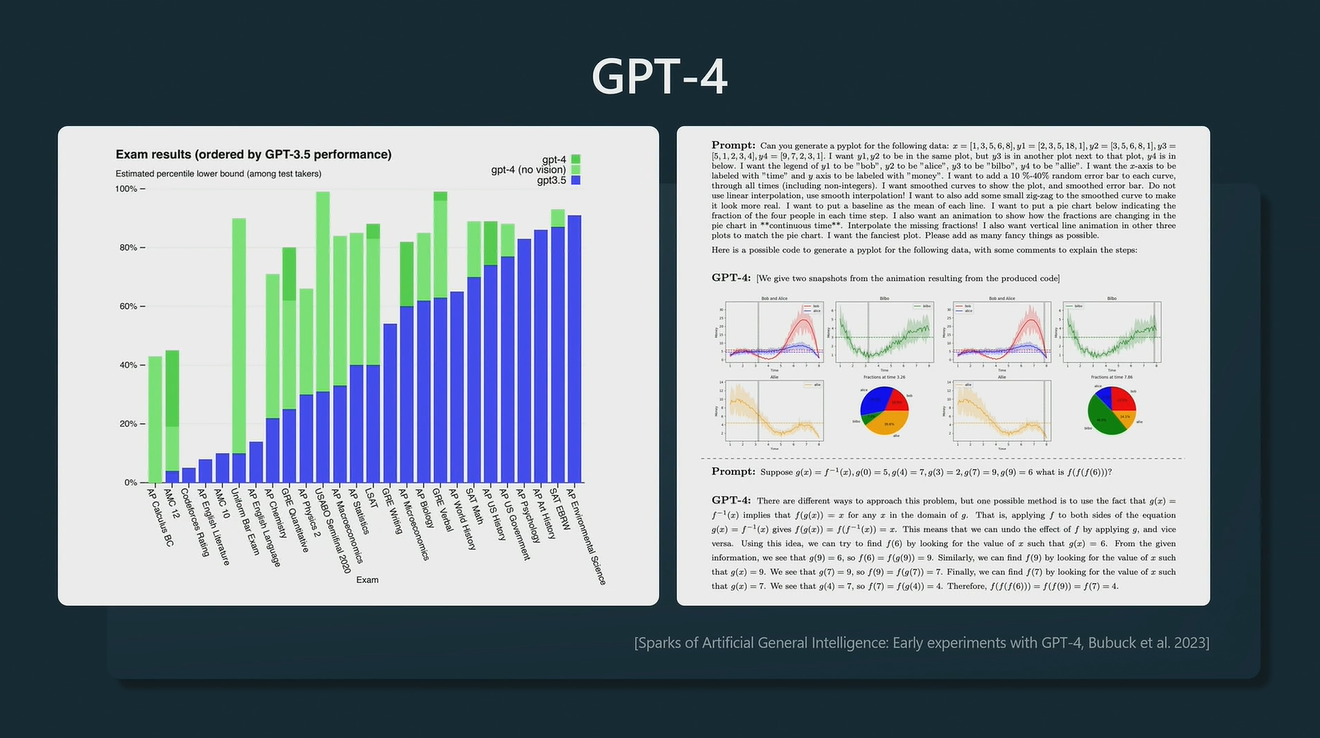 GPT-4
Exam results (ordered by GPT-3.5 performance)
Estimated percentile lower bound (among test takers)
gpt-4
gpt-4 (no vision)
gpt3.5
100%
80%
60%
40%
20%
0%
AP Calculus BC
AMC 12
Codeforces Rating
AP English Literature
AMC 10
Uniform Bar Exam
AP English Language
AP Chemistry
GRE Quantitative
AP Physics 2
USABO Semifinal 2020
AP Macroeconomics
AP Statistics
LSAT
GRE Writing
AP Microeconomics
AP Biology
GRE Verbal
AP World History
SAT Math
AP US History
AP US Government
AP Psychology
AP Art History
SAT EBRW
AP Environmental Science
Exam
Prompt: Can you generate a pyplot for the following data: x = [1, 3, 5, 6, 8], y1 = [2, 3, 5, 18, 1], y2 = [3, 5, 6, 8, 1], y3 =
[5, 1, 2, 3, 4], y4 = [9, 7, 2, 3, 1]. I want y1, y2 to be in the same plot, but y3 is in another plot next to that plot, y4 is in
below. I want the legend of y1 to be "bob", y2 to be "alice", y3 to be "bilbo", y4 to be "allie". I want the x-axis to be
labeled with "time" and y axis to be labeled with "money". I want to add a 10 %-40% random error bar to each curve,
through all times (including non-integers). I want smoothed curves to show the plot, and smoothed error bar. Do not
use linear interpolation, use smooth interpolation! I want to also add some small zig-zag to the smoothed curve to make
it look more real. I want to put a baseline as the mean of each line. I want to put a pie chart below indicating the
fraction of the four people in each time step. I also want an animation to show how the fractions are changing in the
pie chart in **continuous time**. Interpolate the missing fractions! I also want vertical line animation in other three
plots to match the pie chart. I want the fanciest plot. Please add as many fancy things as possible.
Here is a possible code to generate a pyplot for the following data, with some comments to explain the steps:
GPT-4: [We give two snapshots from the animation resulting from the produced code]
Bob and Alice
Bilbo
Bob and Alice
Bilbo
bob
alice
bilbo
bob
alice
bilbo
Money
Time
Allie
Fractions at time 3.26
Allie
Fractions at time 7.86
allie
alice
bob
bilbo
allie
allie
alice
bob
bilbo
allie
Prompt: Suppose g(x) = f⁻¹(x), g(0) = 5, g(4) = 7, g(3) = 2, g(7) = 9, g(9) = 6 what is f(f(f(6)))?
GPT-4: There are different ways to approach this problem, but one possible method is to use the fact that g(x) =
f⁻¹(x) implies that f(g(x)) = x for any x in the domain of g. That is, applying f to both sides of the equation
g(x) = f⁻¹(x) gives f(g(x)) = f(f⁻¹(x)) = x. This means that we can undo the effect of f by applying g, and vice
versa. Using this idea, we can try to find f(6) by looking for the value of x such that g(x) = 6. From the given
information, we see that g(9) = 6, so f(6) = f(g(9)) = 9. Similarly, we can find f(9) by looking for the value of x such
that g(x) = 9. We see that g(7) = 9, so f(9) = f(g(7)) = 7. Finally, we can find f(7) by looking for the value of x such
that g(x) = 7. We see that g(4) = 7, so f(7) = f(g(4)) = 4. Therefore, f(f(f(6))) = f(f(9)) = f(7) = 4.
[Sparks of Artificial General Intelligence: Early experiments with GPT-4, Bubuck et al. 2023]